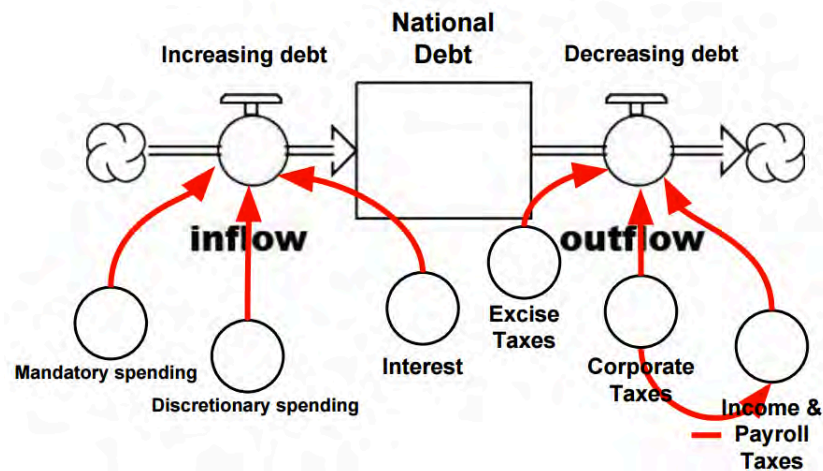 National
Debt
Increasing debt
Decreasing debt
inflow
outflow
Mandatory spending
Discretionary spending
Interest
Excise
Taxes
Corporate
Taxes
Income &
Payroll
Taxes